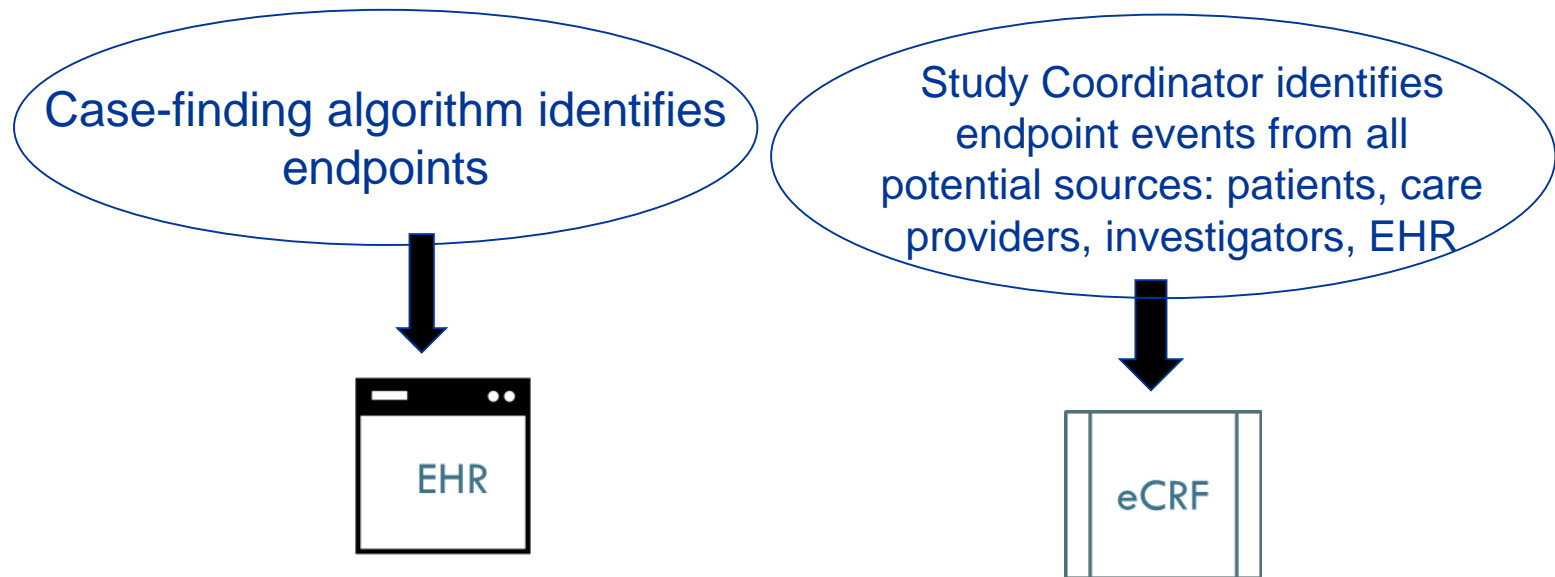 Case-finding algorithm identifies
endpoints
EHR
Study Coordinator identifies
endpoint events from all
potential sources: patients, care
providers, investigators, EHR
eCRF